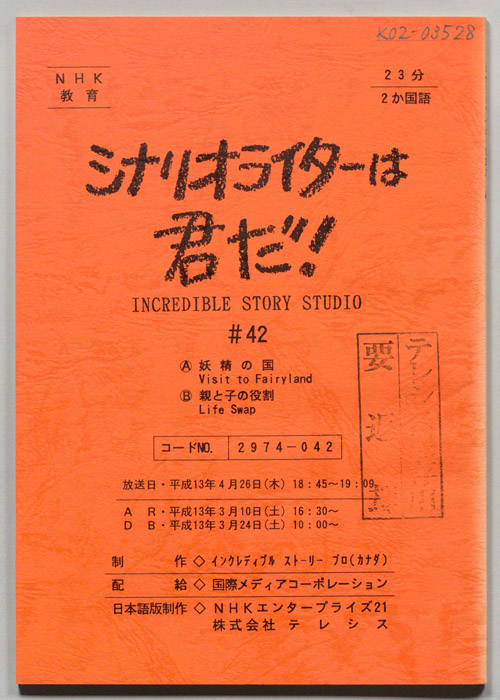 K02-03528
NHK
教育
23分
2か国語
シナリオライターは
君だ!
INCREDIBLE STORY STUDIO
#42
Ⓐ 妖精の国
Visit to Fairyland
Ⓑ 親と子の役割
Life Swap
コードNO. 2974-042
放送日・平成13年4月26日(木) 18:45~19:09
A R・平成13年3月10日(土) 16:30~
D B・平成13年3月24日(土) 10:00~
制 作 ◇ インクレディブル ストーリー プロ(カナダ)
配 給 ◇ 国際メディアコーポレーション
日本語版制作 ◇ NHKエンタープライズ21
株式会社 テレシス
テレシス
要返